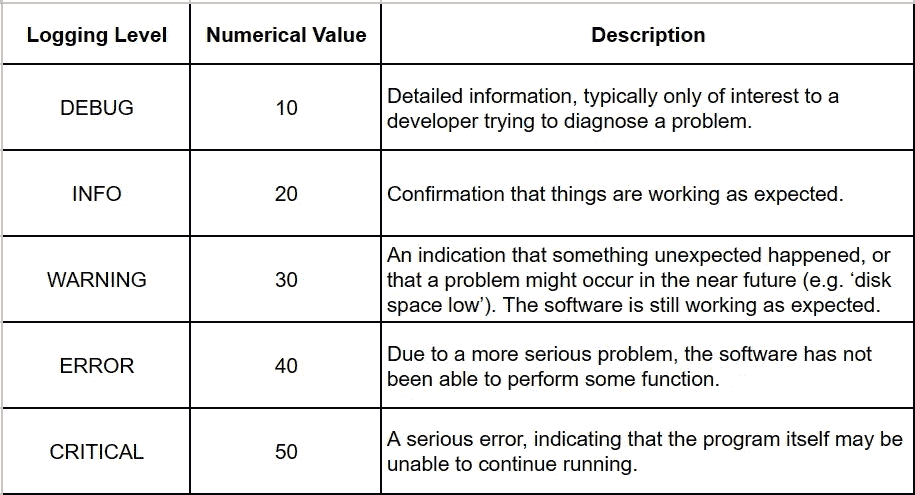 Logging Level Numerical Value Description
DEBUG 10 Detailed information, typically only of interest to a
developer trying to diagnose a problem.
INFO 20 Confirmation that things are working as expected.
WARNING 30 An indication that something unexpected happened, or
that a problem might occur in the near future (e.g. ‘disk
space low’). The software is still working as expected.
ERROR 40 Due to a more serious problem, the software has not
been able to perform some function.
CRITICAL 50 A serious error, indicating that the program itself may be
unable to continue running.